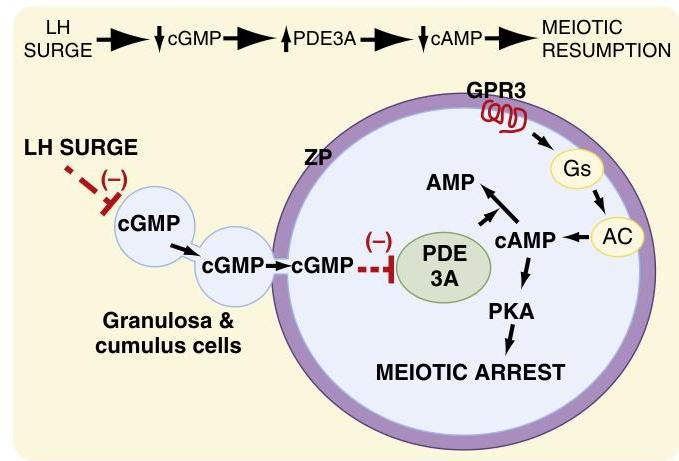 LH SURGE → ↓cGMP → ↑PDE3A → ↓cAMP → MEIOTIC RESUMPTION
GPR3
LH SURGE
(–)
ZP
Gs
AMP
cGMP
AC
cAMP
(–)
PDE 3A
cGMP
cGMP
PKA
Granulosa &
cumulus cells
MEIOTIC ARREST